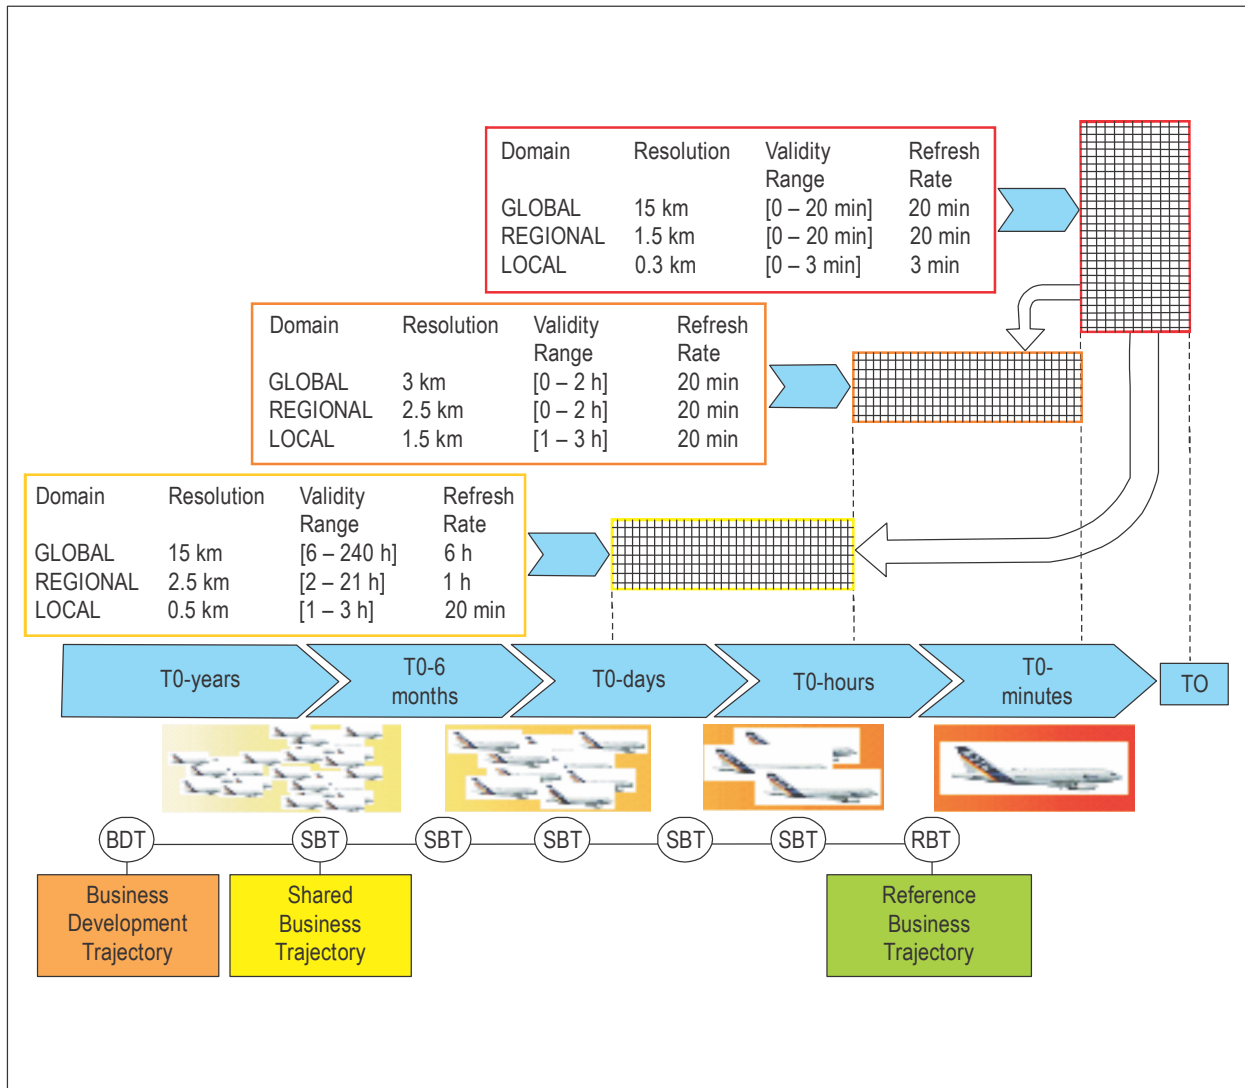 Domain Resolution Validity Refresh
Range Rate
GLOBAL 15 km [0 – 20 min] 20 min
REGIONAL 1.5 km [0 – 20 min] 20 min
LOCAL 0.3 km [0 – 3 min] 3 min
Domain Resolution Validity Refresh
Range Rate
GLOBAL 3 km [0 – 2 h] 20 min
REGIONAL 2.5 km [0 – 2 h] 20 min
LOCAL 1.5 km [1 – 3 h] 20 min
Domain Resolution Validity Refresh
Range Rate
GLOBAL 15 km [6 – 240 h] 6 h
REGIONAL 2.5 km [2 – 21 h] 1 h
LOCAL 0.5 km [1 – 3 h] 20 min
T0-years
T0-6
months
T0-days
T0-hours
T0-
minutes
TO
BDT SBT SBT SBT SBT SBT RBT
Business
Development
Trajectory
Shared
Business
Trajectory
Reference
Business
Trajectory